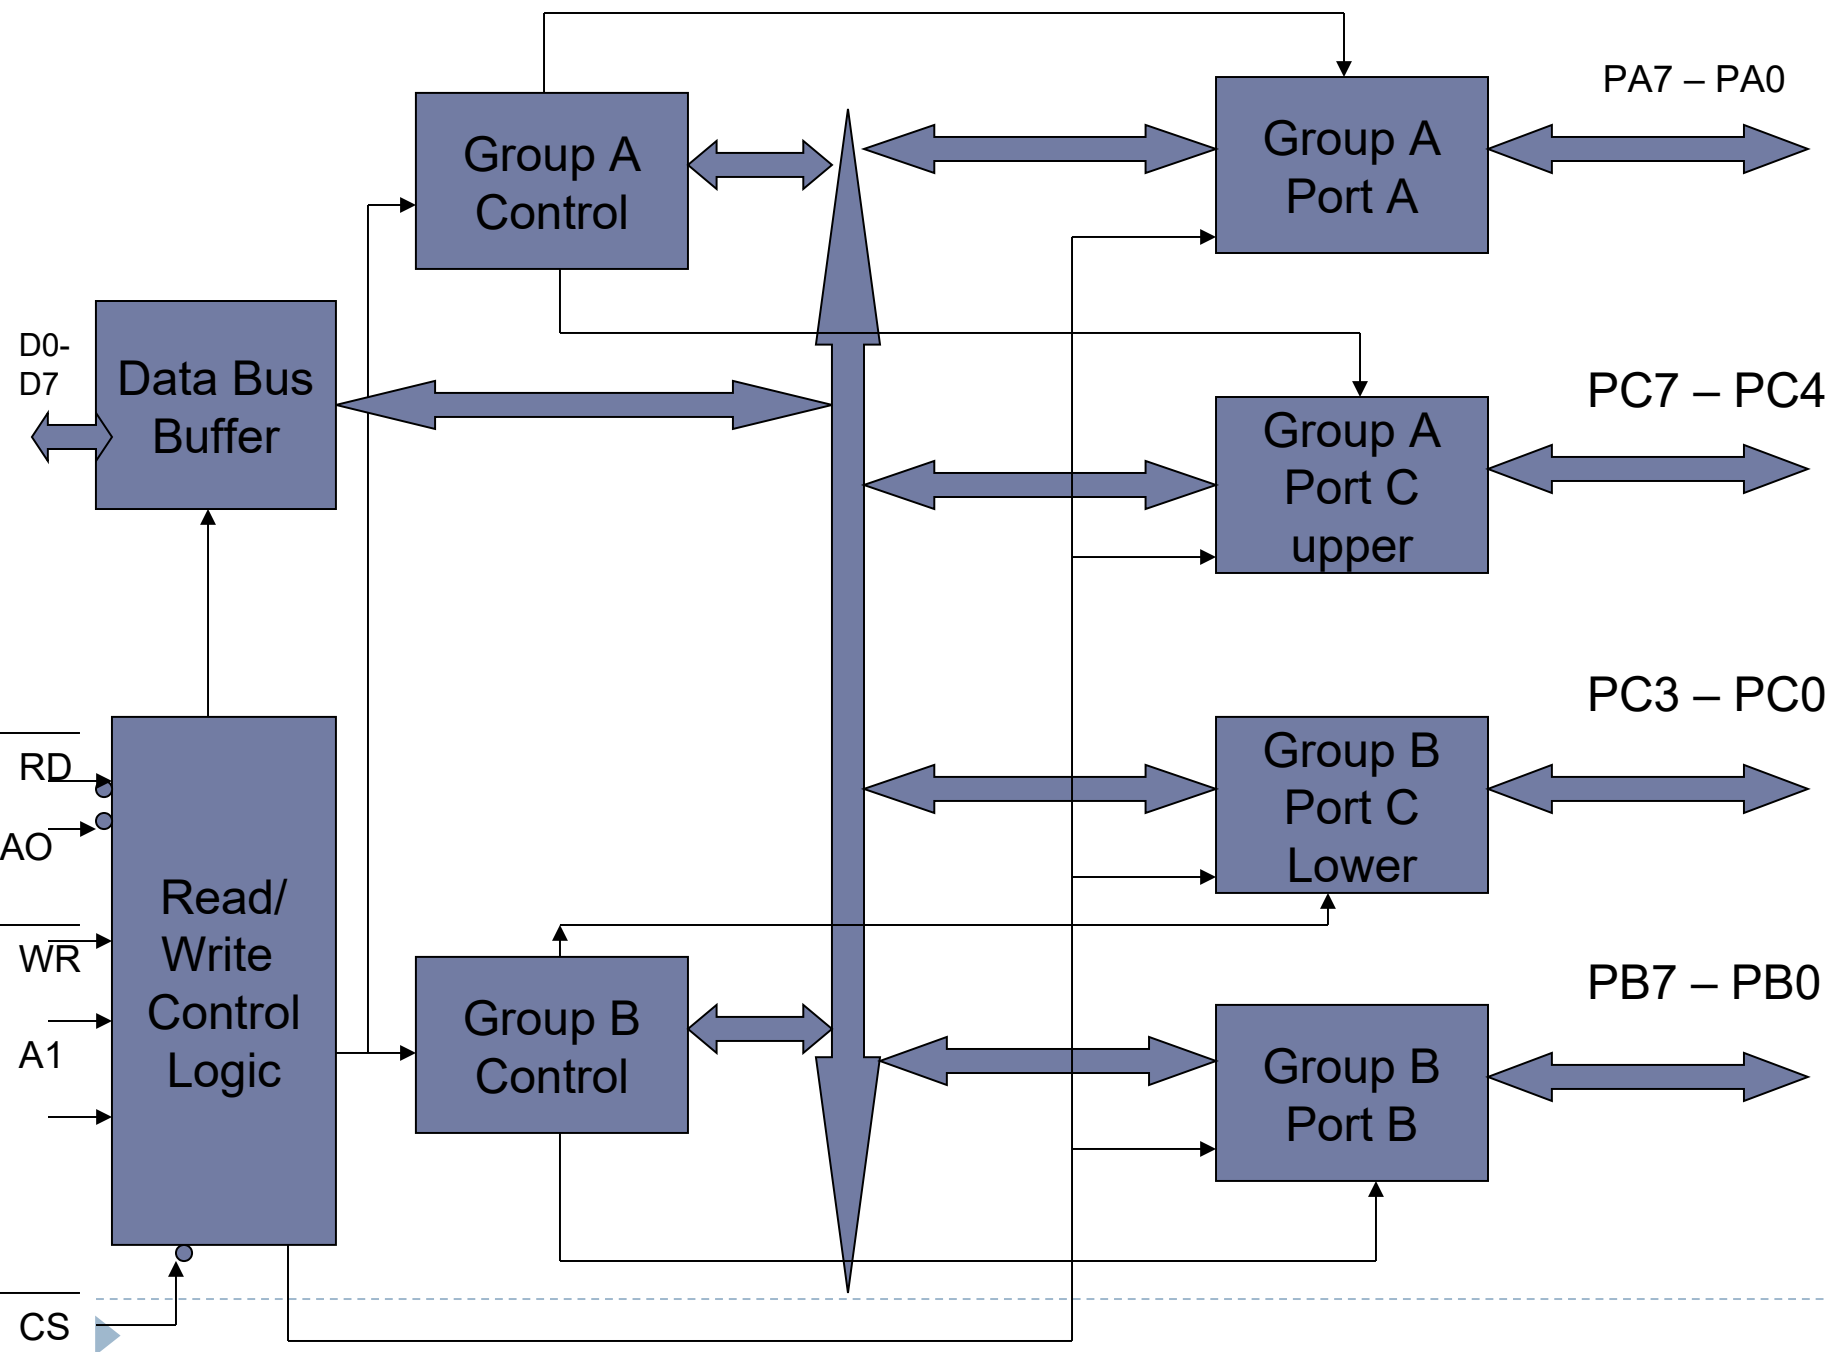 PA7 – PA0
Group A
Control
Group A
Port A
D0-
D7
Data Bus
Buffer
PC7 – PC4
Group A
Port C
upper
PC3 – PC0
RD
AO
WR
A1
CS
Read/
Write
Control
Logic
Group B
Port C
Lower
Group B
Control
PB7 – PB0
Group B
Port B